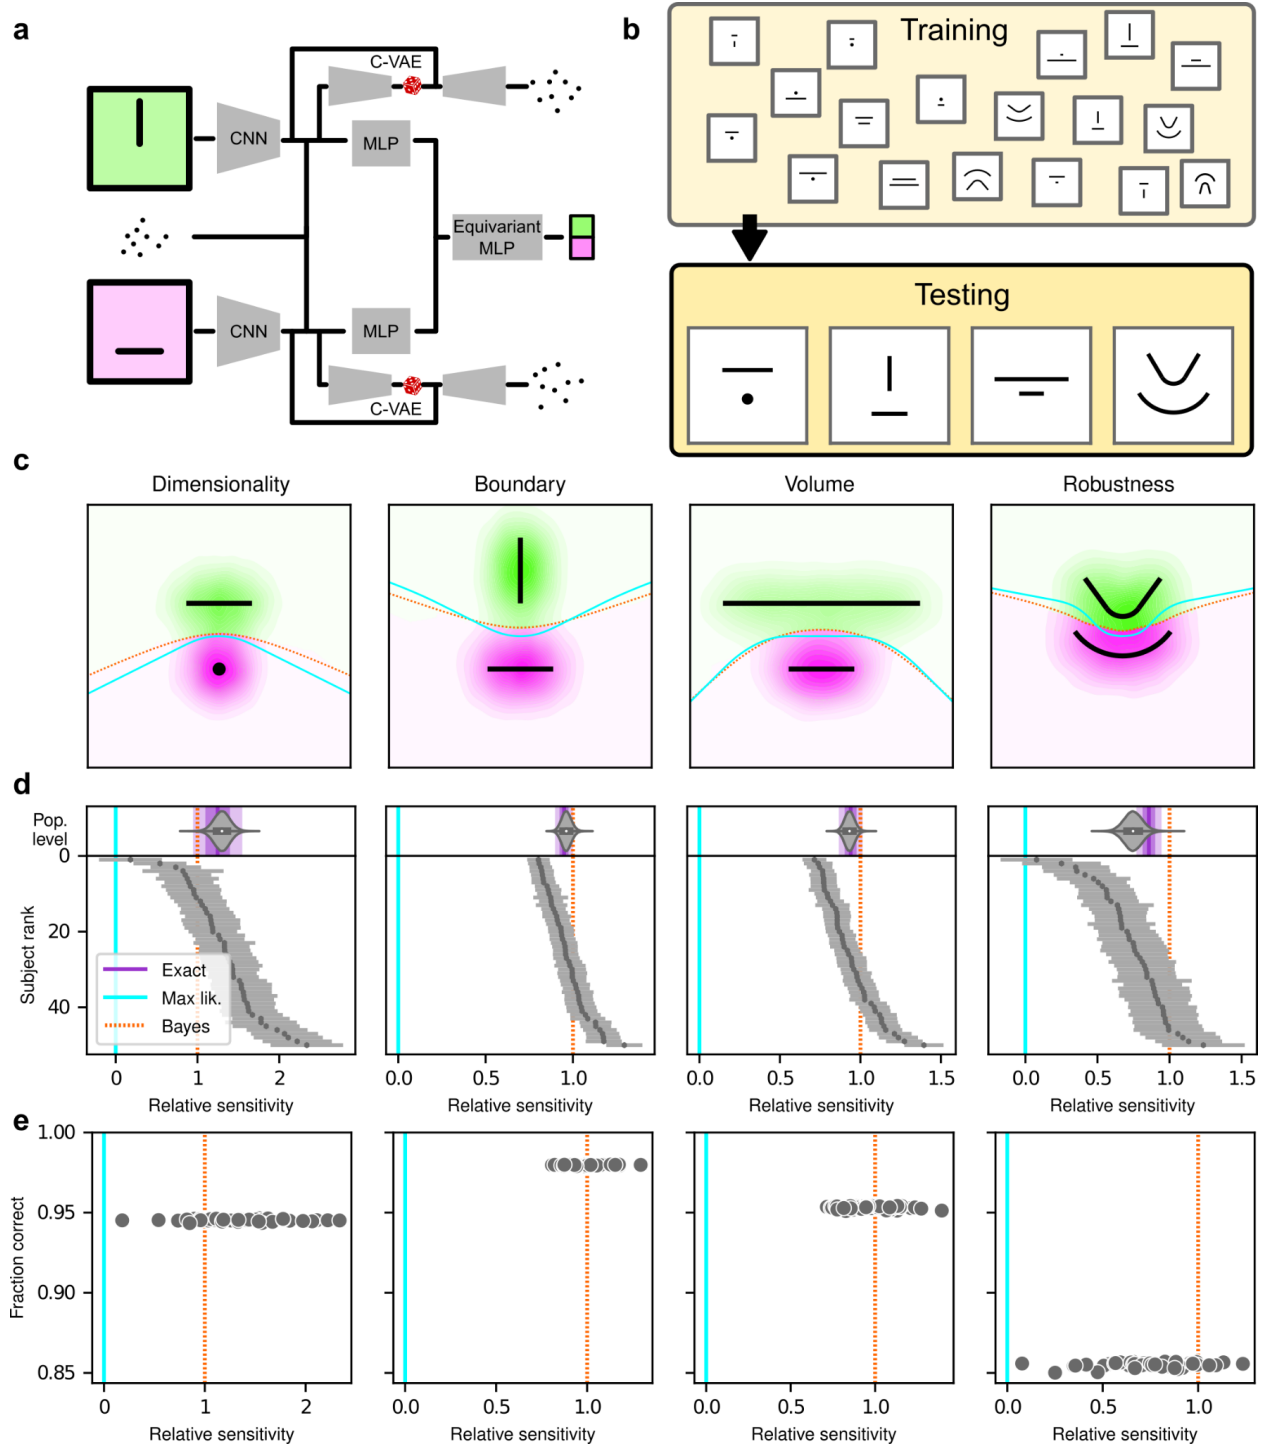 a
C-VAE
CNN
MLP
Equivariant
MLP
CNN
MLP
C-VAE
b
Training
Testing
c
Dimensionality
Boundary
Volume
Robustness
d
Pop.
level
0
20
40
Subject rank
Exact
Max lik.
Bayes
0 1 2
0.0 0.5 1.0
0.0 0.5 1.0 1.5
0.0 0.5 1.0 1.5
Relative sensitivity
Relative sensitivity
Relative sensitivity
Relative sensitivity
e
1.00
0.95
0.90
0.85
Fraction correct
0 1 2
0.0 0.5 1.0
0.0 0.5 1.0
0.0 0.5 1.0
Relative sensitivity
Relative sensitivity
Relative sensitivity
Relative sensitivity